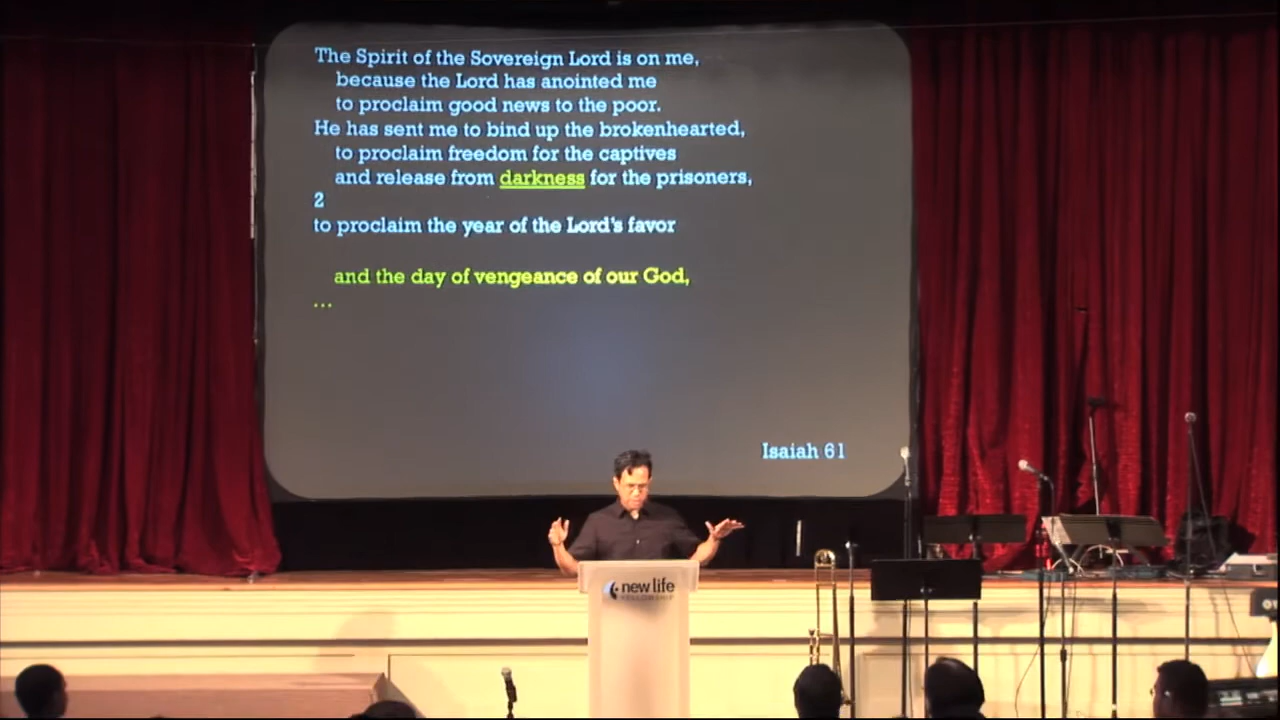 The Spirit of the Sovereign Lord is on me,
because the Lord has anointed me
to proclaim good news to the poor.
He has sent me to bind up the brokenhearted,
to proclaim freedom for the captives
and release from darkness for the prisoners,
2
to proclaim the year of the Lord's favor
and the day of vengeance of our God,
...
Isaiah 61
new life
FELLOWSHIP